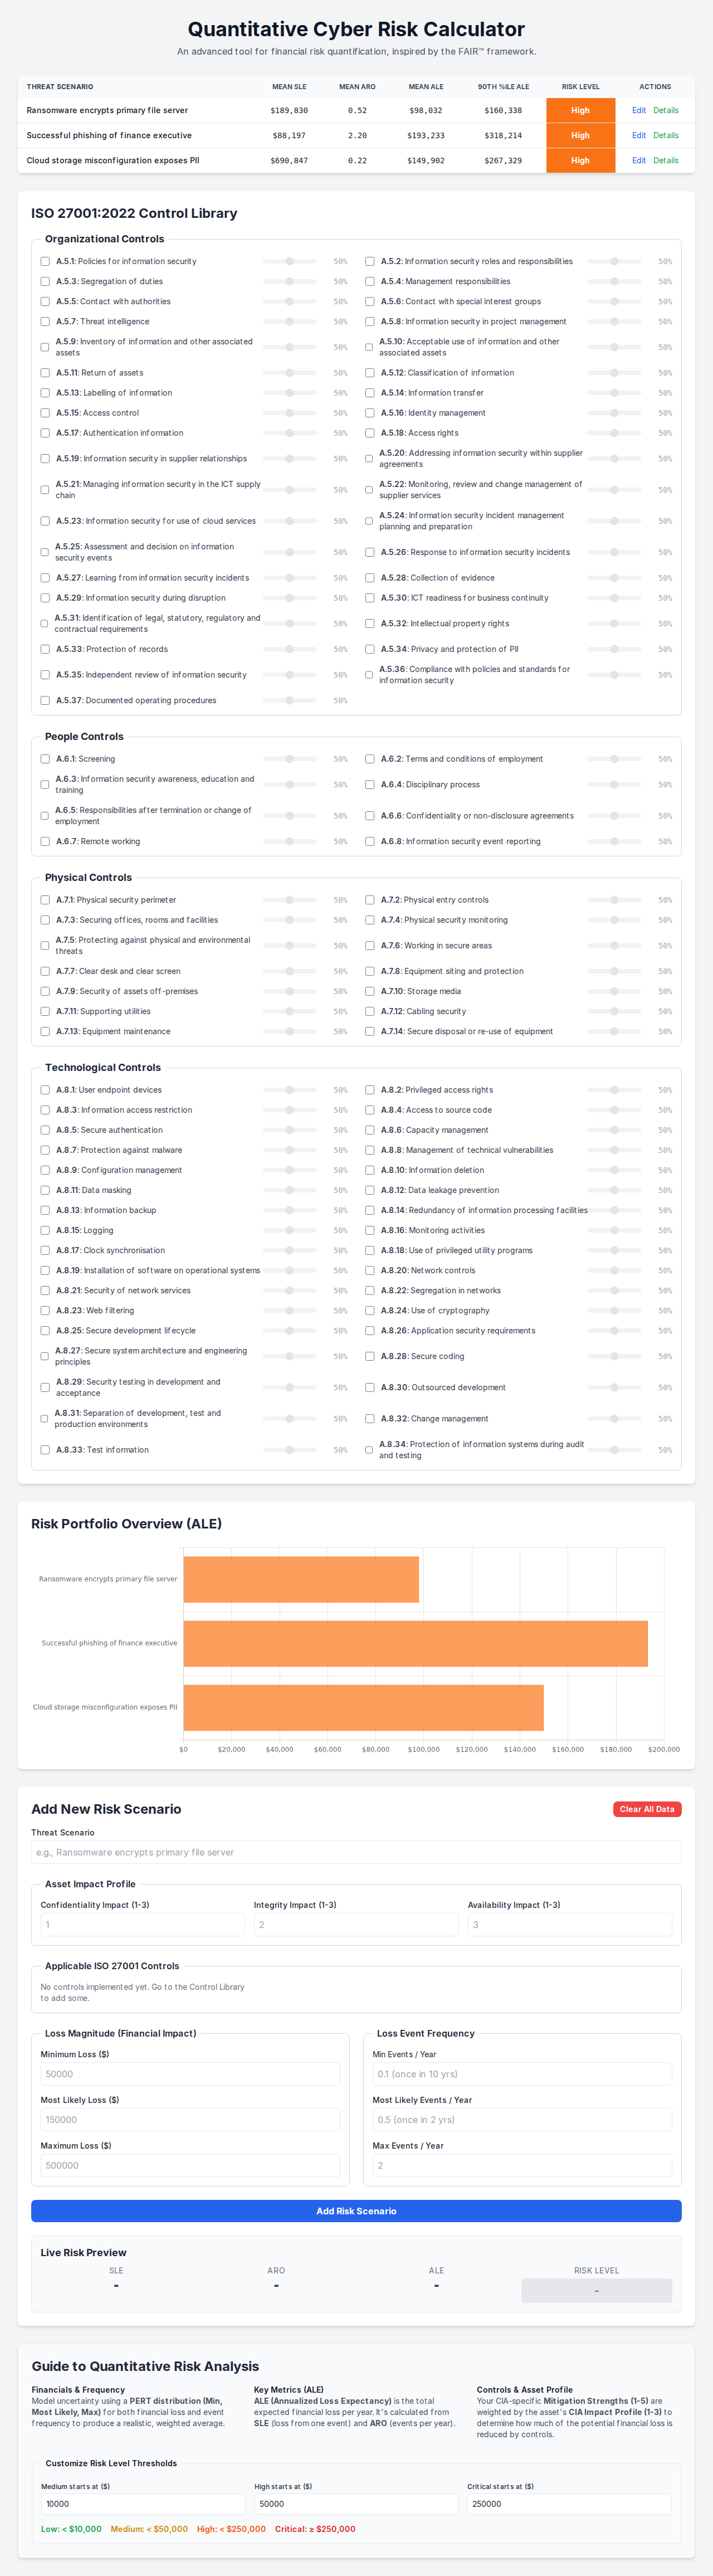 Quantitative Cyber Risk Calculator
An advanced tool for financial risk quantification, inspired by the FAIR™ framework.
THREAT SCENARIO MEAN SLE MEAN ARO MEAN ALE 90TH %ILE ALE RISK LEVEL ACTIONS
Ransomware encrypts primary file server $189,830 0.52 $98,032 $160,338 High Edit Details
Successful phishing of finance executive $88,197 2.20 $193,233 $318,214 High Edit Details
Cloud storage misconfiguration exposes PII $690,847 0.22 $149,902 $267,329 High Edit Details
ISO 27001:2022 Control Library
Organizational Controls
A.5.1: Policies for information security 50% A.5.2: Information security roles and responsibilities 50%
A.5.3: Segregation of duties 50% A.5.4: Management responsibilities 50%
A.5.5: Contact with authorities 50% A.5.6: Contact with special interest groups 50%
A.5.7: Threat intelligence 50% A.5.8: Information security in project management 50%
A.5.9: Inventory of information and other associated
assets 50%
A.5.10: Acceptable use of information and other
associated assets 50%
A.5.11: Return of assets 50% A.5.12: Classification of information 50%
A.5.13: Labelling of information 50% A.5.14: Information transfer 50%
A.5.15: Access control 50% A.5.16: Identity management 50%
A.5.17: Authentication information 50% A.5.18: Access rights 50%
A.5.19: Information security in supplier relationships 50%
A.5.20: Addressing information security within supplier
agreements 50%
A.5.21: Managing information security in the ICT supply
chain 50%
A.5.22: Monitoring, review and change management of
supplier services 50%
A.5.23: Information security for use of cloud services 50%
A.5.24: Information security incident management
planning and preparation 50%
A.5.25: Assessment and decision on information
security events 50%
A.5.26: Response to information security incidents 50%
A.5.27: Learning from information security incidents 50% A.5.28: Collection of evidence 50%
A.5.29: Information security during disruption 50% A.5.30: ICT readiness for business continuity 50%
A.5.31: Identification of legal, statutory, regulatory and
contractual requirements 50%
A.5.32: Intellectual property rights 50%
A.5.33: Protection of records 50% A.5.34: Privacy and protection of PII 50%
A.5.35: Independent review of information security 50%
A.5.36: Compliance with policies and standards for
information security 50%
A.5.37: Documented operating procedures 50%
People Controls
A.6.1: Screening 50% A.6.2: Terms and conditions of employment 50%
A.6.3: Information security awareness, education and
training 50%
A.6.4: Disciplinary process 50%
A.6.5: Responsibilities after termination or change of
employment 50%
A.6.6: Confidentiality or non-disclosure agreements 50%
A.6.7: Remote working 50% A.6.8: Information security event reporting 50%
Physical Controls
A.7.1: Physical security perimeter 50% A.7.2: Physical entry controls 50%
A.7.3: Securing offices, rooms and facilities 50% A.7.4: Physical security monitoring 50%
A.7.5: Protecting against physical and environmental
threats 50%
A.7.6: Working in secure areas 50%
A.7.7: Clear desk and clear screen 50% A.7.8: Equipment siting and protection 50%
A.7.9: Security of assets off-premises 50% A.7.10: Storage media 50%
A.7.11: Supporting utilities 50% A.7.12: Cabling security 50%
A.7.13: Equipment maintenance 50% A.7.14: Secure disposal or re-use of equipment 50%
Technological Controls
A.8.1: User endpoint devices 50% A.8.2: Privileged access rights 50%
A.8.3: Information access restriction 50% A.8.4: Access to source code 50%
A.8.5: Secure authentication 50% A.8.6: Capacity management 50%
A.8.7: Protection against malware 50% A.8.8: Management of technical vulnerabilities 50%
A.8.9: Configuration management 50% A.8.10: Information deletion 50%
A.8.11: Data masking 50% A.8.12: Data leakage prevention 50%
A.8.13: Information backup 50% A.8.14: Redundancy of information processing facilities 50%
A.8.15: Logging 50% A.8.16: Monitoring activities 50%
A.8.17: Clock synchronisation 50% A.8.18: Use of privileged utility programs 50%
A.8.19: Installation of software on operational systems 50% A.8.20: Network controls 50%
A.8.21: Security of network services 50% A.8.22: Segregation in networks 50%
A.8.23: Web filtering 50% A.8.24: Use of cryptography 50%
A.8.25: Secure development lifecycle 50% A.8.26: Application security requirements 50%
A.8.27: Secure system architecture and engineering
principles 50%
A.8.28: Secure coding 50%
A.8.29: Security testing in development and
acceptance 50%
A.8.30: Outsourced development 50%
A.8.31: Separation of development, test and
production environments 50%
A.8.32: Change management 50%
A.8.33: Test information 50%
A.8.34: Protection of information systems during audit
and testing 50%
Risk Portfolio Overview (ALE)
Ransomware encrypts primary file server
Successful phishing of finance executive
Cloud storage misconfiguration exposes PII
$0 $20,000 $40,000 $60,000 $80,000 $100,000 $120,000 $140,000 $160,000 $180,000 $200,000
Add New Risk Scenario Clear All Data
Threat Scenario
e.g., Ransomware encrypts primary file server
Asset Impact Profile
Confidentiality Impact (1-3) Integrity Impact (1-3) Availability Impact (1-3)
1 2 3
Applicable ISO 27001 Controls
No controls implemented yet. Go to the Control Library
to add some.
Loss Magnitude (Financial Impact) Loss Event Frequency
Minimum Loss ($) Min Events / Year
50000 0.1 (once in 10 yrs)
Most Likely Loss ($) Most Likely Events / Year
150000 0.5 (once in 2 yrs)
Maximum Loss ($) Max Events / Year
500000 2
Add Risk Scenario
Live Risk Preview
SLE ARO ALE RISK LEVEL
- - - -
Guide to Quantitative Risk Analysis
Financials & Frequency
Model uncertainty using a PERT distribution (Min,
Most Likely, Max) for both financial loss and event
frequency to produce a realistic, weighted average.
Key Metrics (ALE)
ALE (Annualized Loss Expectancy) is the total
expected financial loss per year. It's calculated from
SLE (loss from one event) and ARO (events per year).
Controls & Asset Profile
Your CIA-specific Mitigation Strengths (1-5) are
weighted by the asset's CIA Impact Profile (1-3) to
determine how much of the potential financial loss is
reduced by controls.
Customize Risk Level Thresholds
Medium starts at ($) High starts at ($) Critical starts at ($)
10000 50000 250000
Low: < $10,000 Medium: < $50,000 High: < $250,000 Critical: ≥ $250,000